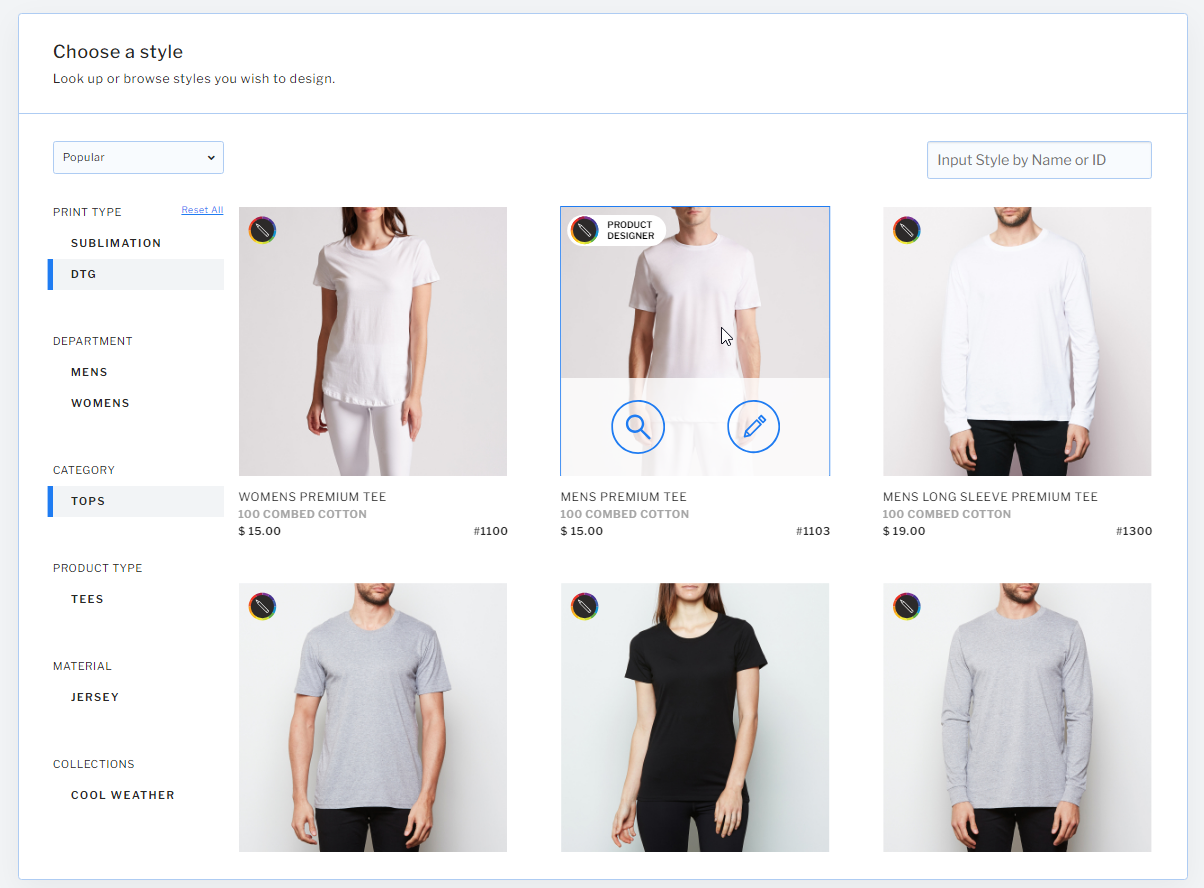 Choose a style
Look up or browse styles you wish to design.
Popular
Input Style by Name or ID
PRINT TYPE
Reset All
SUBLIMATION
DTG
DEPARTMENT
MENS
WOMENS
CATEGORY
TOPS
PRODUCT TYPE
TEES
MATERIAL
JERSEY
COLLECTIONS
COOL WEATHER
WOMENS PREMIUM TEE
100 COMBED COTTON
$ 15.00 #1100
PRODUCT
DESIGNER
MENS PREMIUM TEE
100 COMBED COTTON
$ 15.00 #1103
MENS LONG SLEEVE PREMIUM TEE
100 COMBED COTTON
$ 19.00 #1300